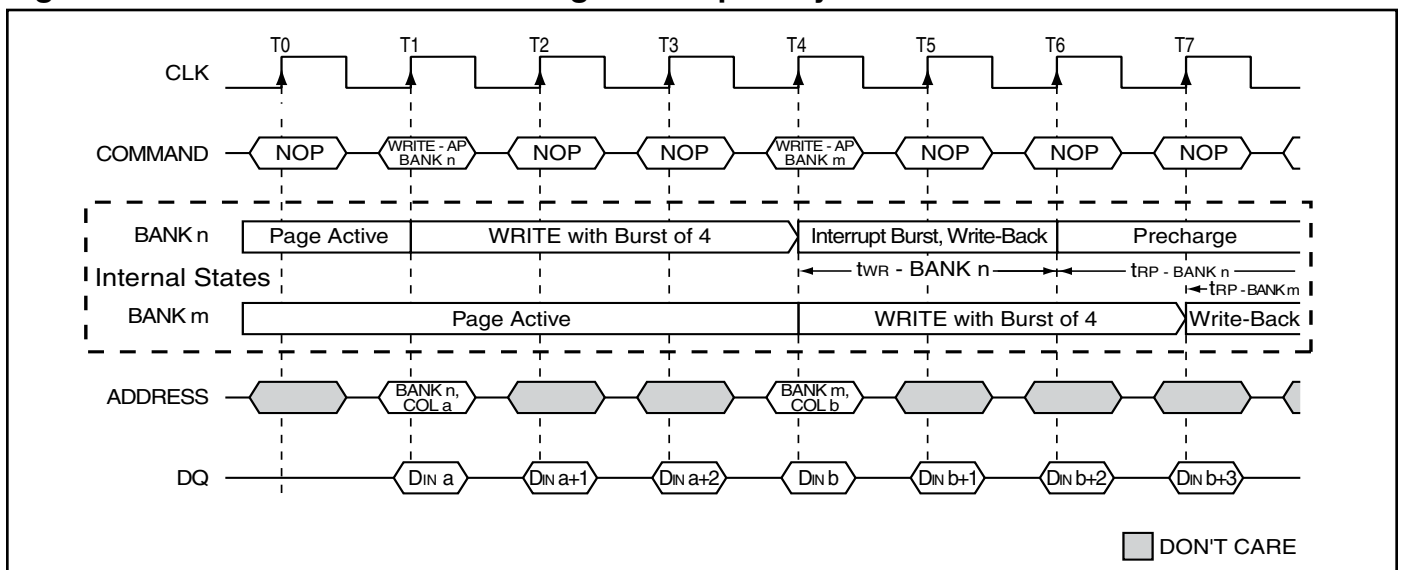 T0 T1 T2 T3 T4 T5 T6 T7
CLK
COMMAND NOP WRITE - AP BANK n NOP NOP WRITE - AP BANK m NOP NOP NOP
BANK n Page Active WRITE with Burst of 4 Interrupt Burst, Write-Back Precharge
tWR - BANK n tRP - BANK n
Internal States
tRP - BANK m
BANK m Page Active WRITE with Burst of 4 Write-Back
ADDRESS BANK n, COL a BANK m, COL b
DQ DIN a DIN a+1 DIN a+2 DIN b DIN b+1 DIN b+2 DIN b+3
DON'T CARE